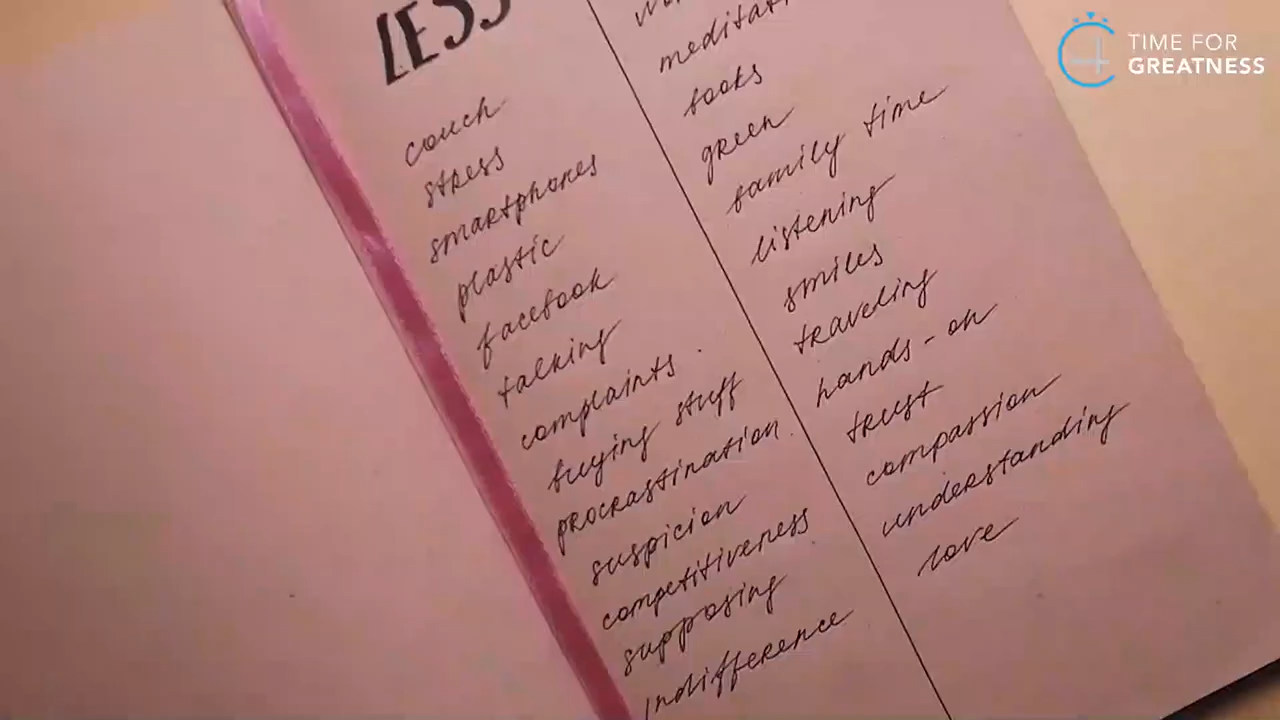 LESS
couch
stress
smartphones
plastic
facebook
talking
complaints
buying stuff
procrastination
suspicion
competitiveness
supposing
Indifference
books
green
family time
listening
smiles
traveling
hands-on
trust
compassion
understanding
love
TIME FOR
GREATNESS